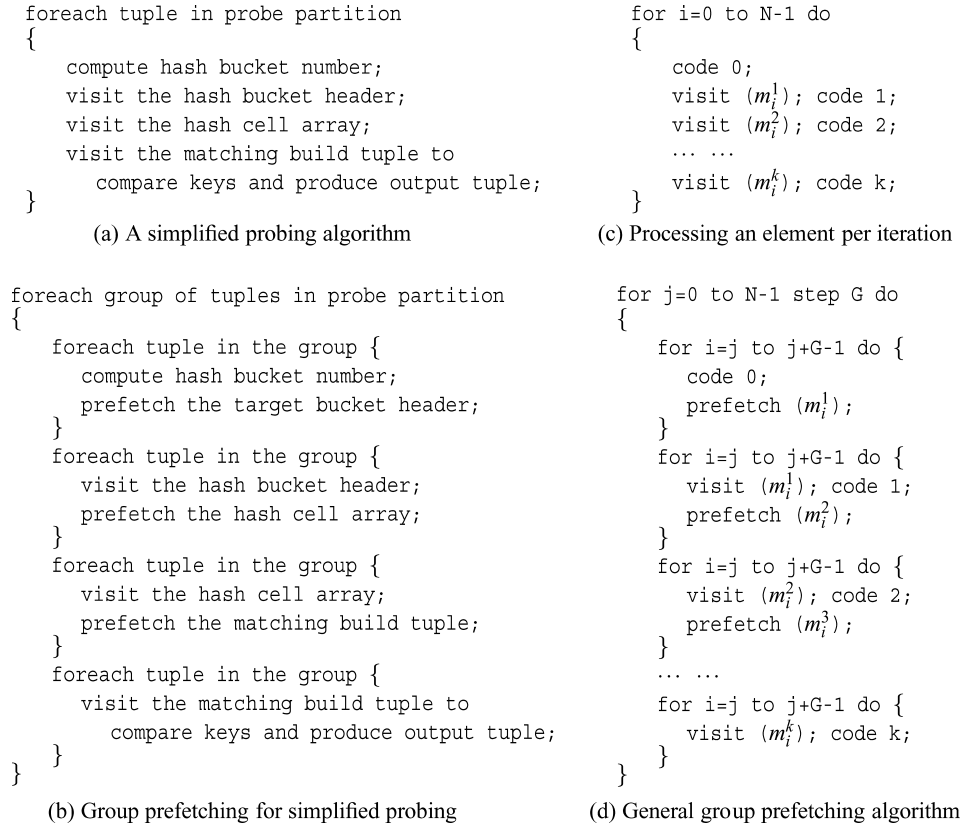 foreach tuple in probe partition
{
compute hash bucket number;
visit the hash bucket header;
visit the hash cell array;
visit the matching build tuple to
compare keys and produce output tuple;
}
(a) A simplified probing algorithm
for i=0 to N-1 do
{
code 0;
visit (m_i^1); code 1;
visit (m_i^2); code 2;
··· ···
visit (m_i^k); code k;
}
(c) Processing an element per iteration
foreach group of tuples in probe partition
{
foreach tuple in the group {
compute hash bucket number;
prefetch the target bucket header;
}
foreach tuple in the group {
visit the hash bucket header;
prefetch the hash cell array;
}
foreach tuple in the group {
visit the hash cell array;
prefetch the matching build tuple;
}
foreach tuple in the group {
visit the matching build tuple to
compare keys and produce output tuple;
}
}
(b) Group prefetching for simplified probing
for j=0 to N-1 step G do
{
for i=j to j+G-1 do {
code 0;
prefetch (m_i^1);
}
for i=j to j+G-1 do {
visit (m_i^1); code 1;
prefetch (m_i^2);
}
for i=j to j+G-1 do {
visit (m_i^2); code 2;
prefetch (m_i^3);
}
··· ···
for i=j to j+G-1 do {
visit (m_i^k); code k;
}
}
(d) General group prefetching algorithm